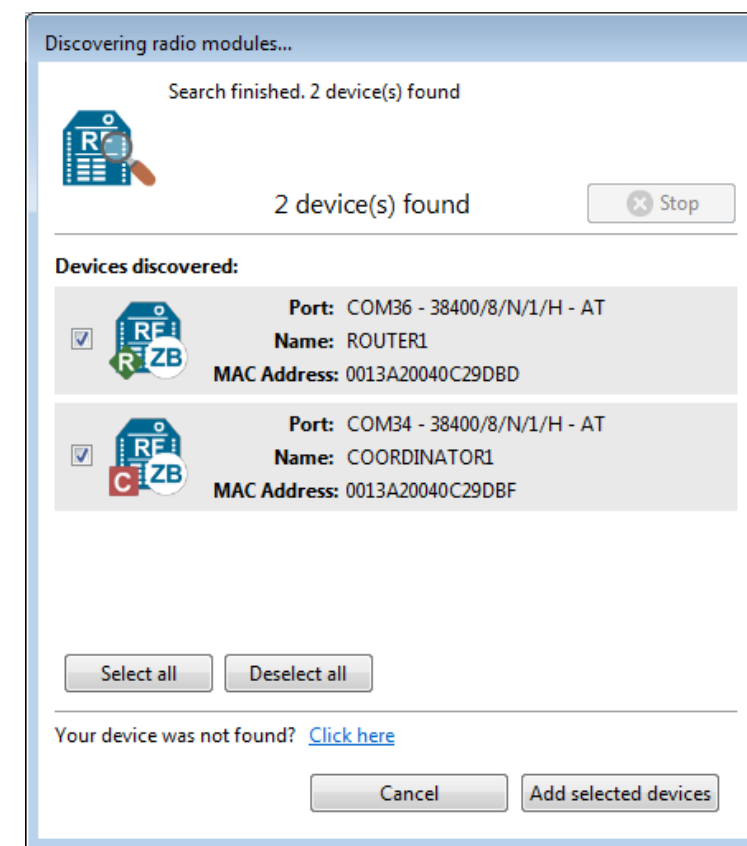 Discovering radio modules...
Search finished. 2 device(s) found
RF
2 device(s) found
Stop
Devices discovered:
RF
R ZB
Port: COM36 - 38400/8/N/1/H - AT
Name: ROUTER1
MAC Address: 0013A20040C29DBD
RF
C ZB
Port: COM34 - 38400/8/N/1/H - AT
Name: COORDINATOR1
MAC Address: 0013A20040C29DBF
Select all
Deselect all
Your device was not found? Click here
Cancel
Add selected devices